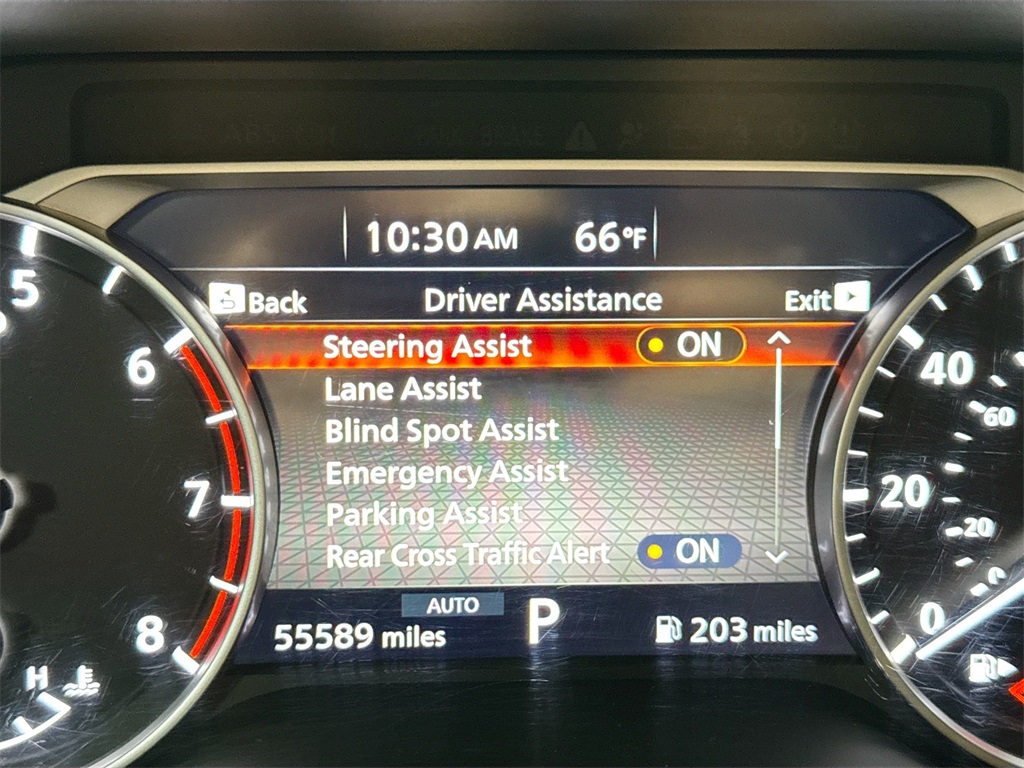 10:30 AM 66°F
Back Driver Assistance Exit
Steering Assist ON
Lane Assist
Blind Spot Assist
Emergency Assist
Parking Assist
Rear Cross Traffic Alert ON
AUTO
55589 miles P 203 miles
5
6
7
8
H
40
60
20
20
0
0